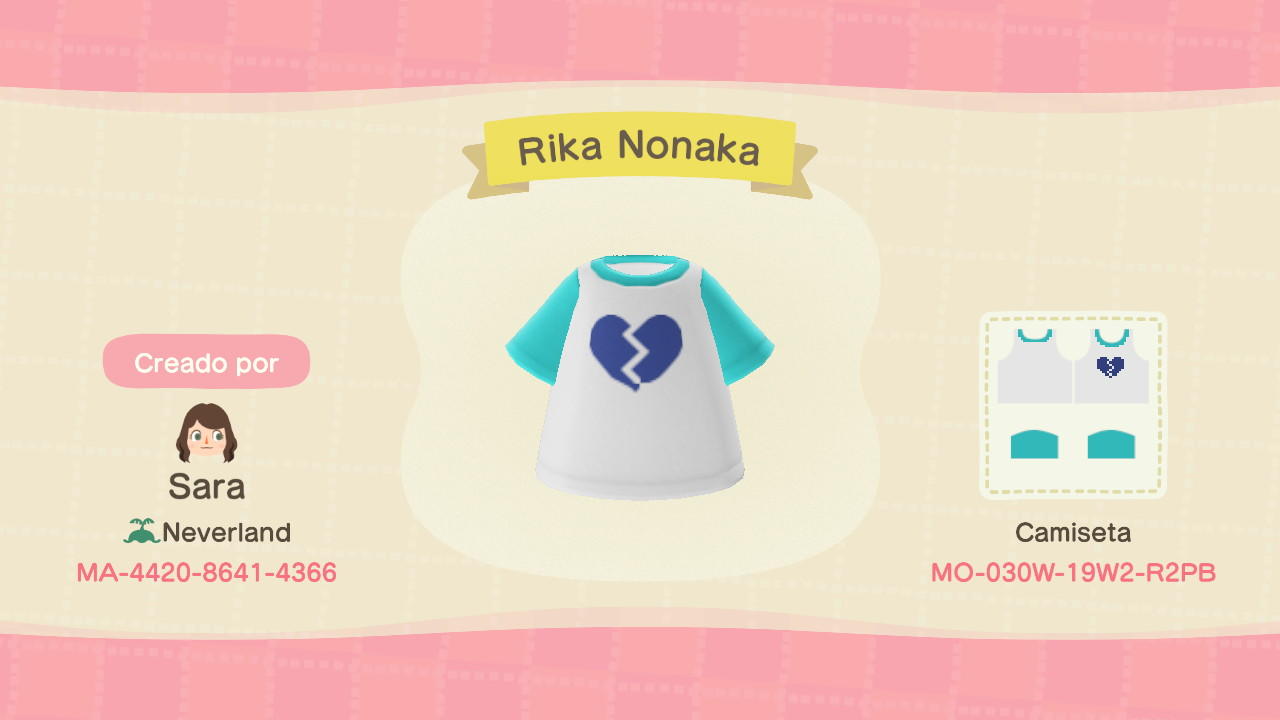 Rika Nonaka
Creado por
Sara
Neverland
MA-4420-8641-4366
Camiseta
MO-030W-19W2-R2PB